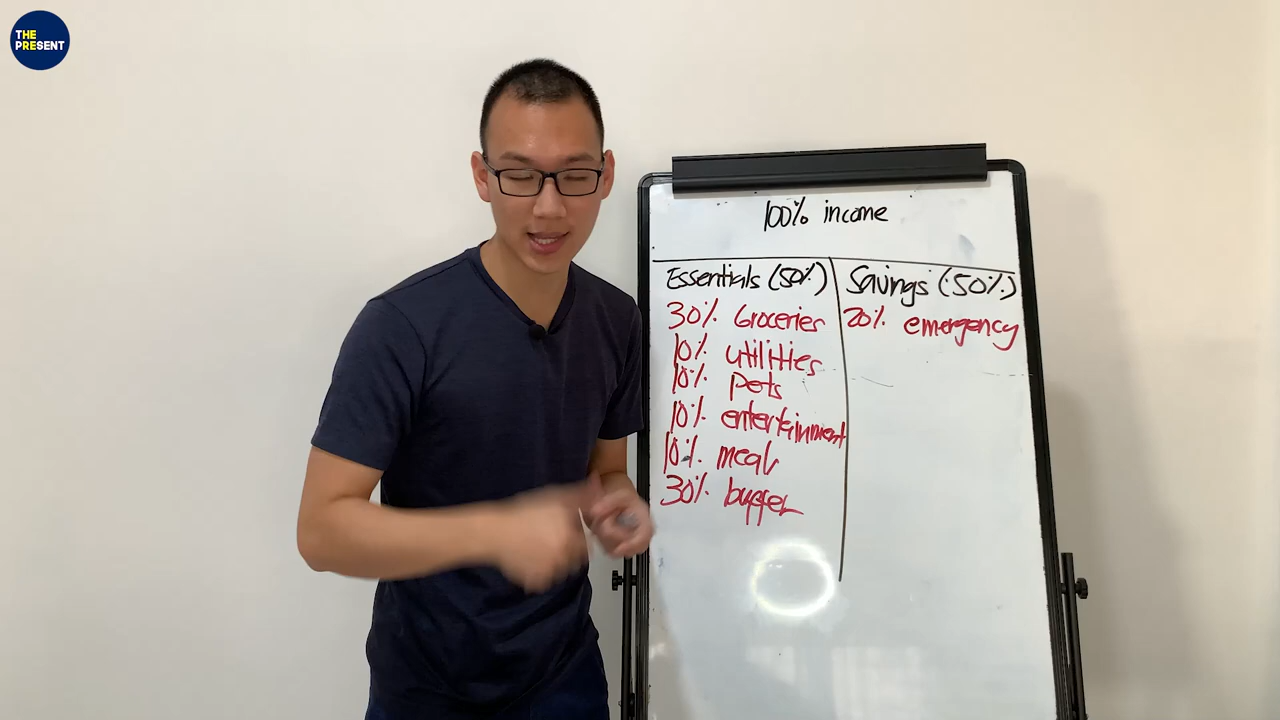 THE
PRESENT
100% income
Essentials (50%)
30% Groceries
10% utilities
10% pets
10% entertainment
10% meal
30% buffer
Savings (50%)
20% emergency